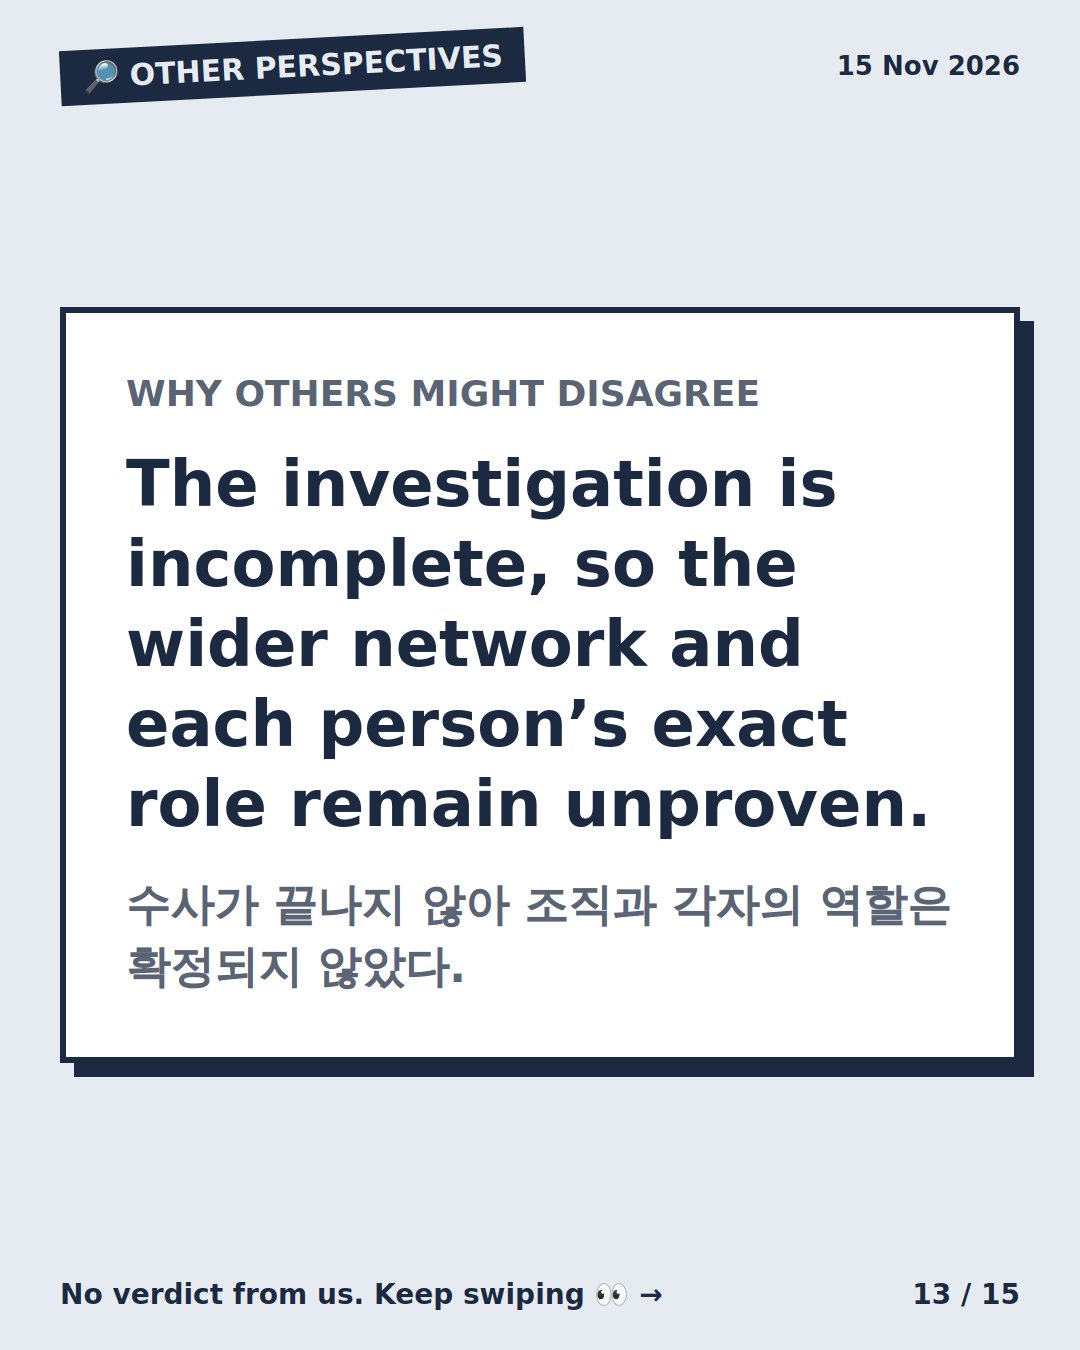 🔎 OTHER PERSPECTIVES
15 Nov 2026
WHY OTHERS MIGHT DISAGREE
The investigation is
incomplete, so the
wider network and
each person’s exact
role remain unproven.
수사가 끝나지 않아 조직과 각자의 역할은
확정되지 않았다.
No verdict from us. Keep swiping 👀 →
13 / 15